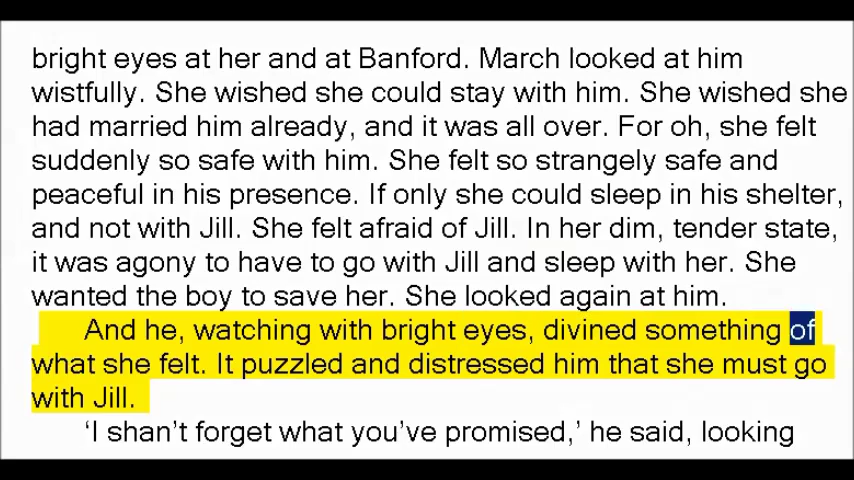 bright eyes at her and at Banford. March looked at him
wistfully. She wished she could stay with him. She wished she
had married him already, and it was all over. For oh, she felt
suddenly so safe with him. She felt so strangely safe and
peaceful in his presence. If only she could sleep in his shelter,
and not with Jill. She felt afraid of Jill. In her dim, tender state,
it was agony to have to go with Jill and sleep with her. She
wanted the boy to save her. She looked again at him.
And he, watching with bright eyes, divined something of
what she felt. It puzzled and distressed him that she must go
with Jill.
‘I shan’t forget what you’ve promised,’ he said, looking